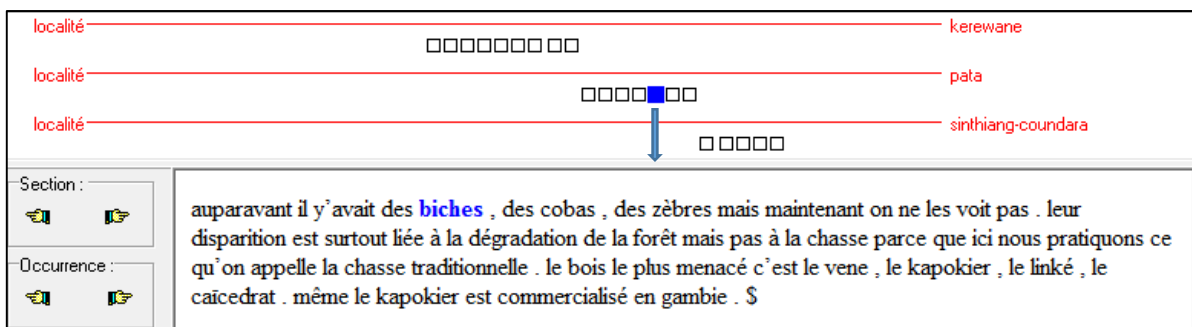 localité kerewane
localité pata
localité sinthiang-coundara
Section :
Occurrence :
auparavant il y’avait des biches , des cobas , des zèbres mais maintenant on ne les voit pas . leur
disparition est surtout liée à la dégradation de la forêt mais pas à la chasse parce que ici nous pratiquons ce
qu’on appelle la chasse traditionnelle . le bois le plus menacé c’est le vene , le kapokier , le linké , le
caïcedrat . même le kapokier est commercialisé en gambie . $